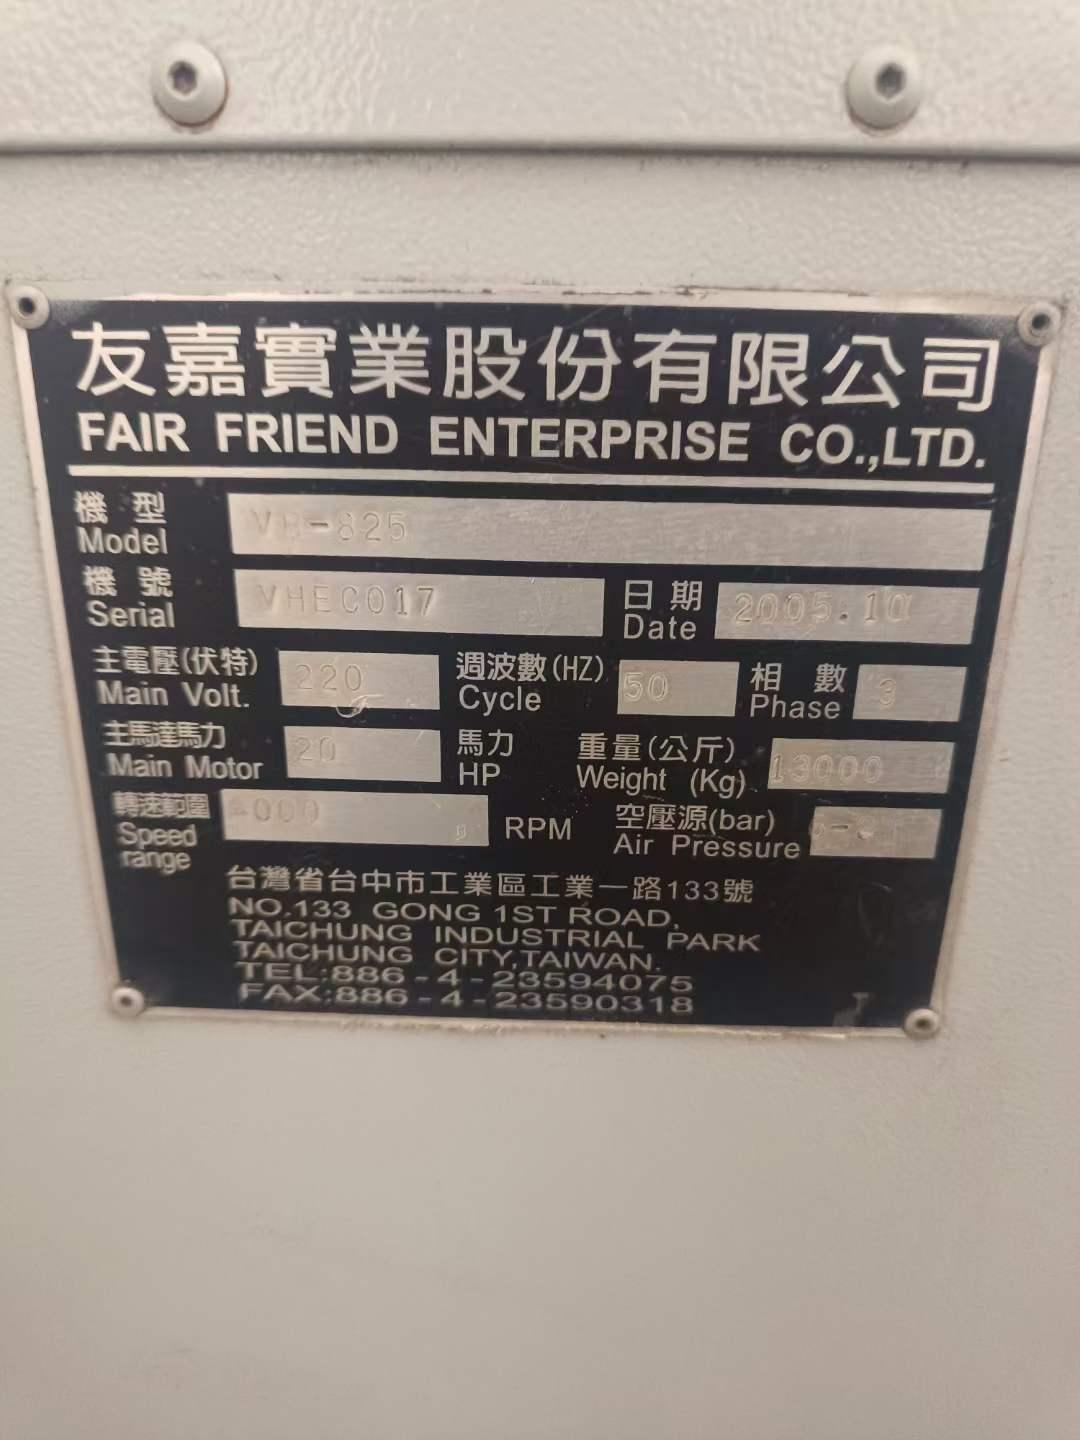 友嘉實業股份有限公司
FAIR FRIEND ENTERPRISE CO.,LTD.
機型 VB-825
Model
機號 VHEC017 日期 2005.10
Serial Date
主電壓(伏特) 220 週波數(HZ) 50 相數 3
Main Volt. Cycle Phase
主馬達馬力 20 馬力 重量(公斤) 13000
Main Motor HP Weight (Kg)
轉速範圍 RPM 空壓源(bar)
Speed range Air Pressure
台灣省台中市工業區工業一路133號
NO.133 GONG 1ST ROAD,
TAICHUNG INDUSTRIAL PARK
TAICHUNG CITY,TAIWAN.
TEL:886-4-23594075
FAX:886-4-23590318